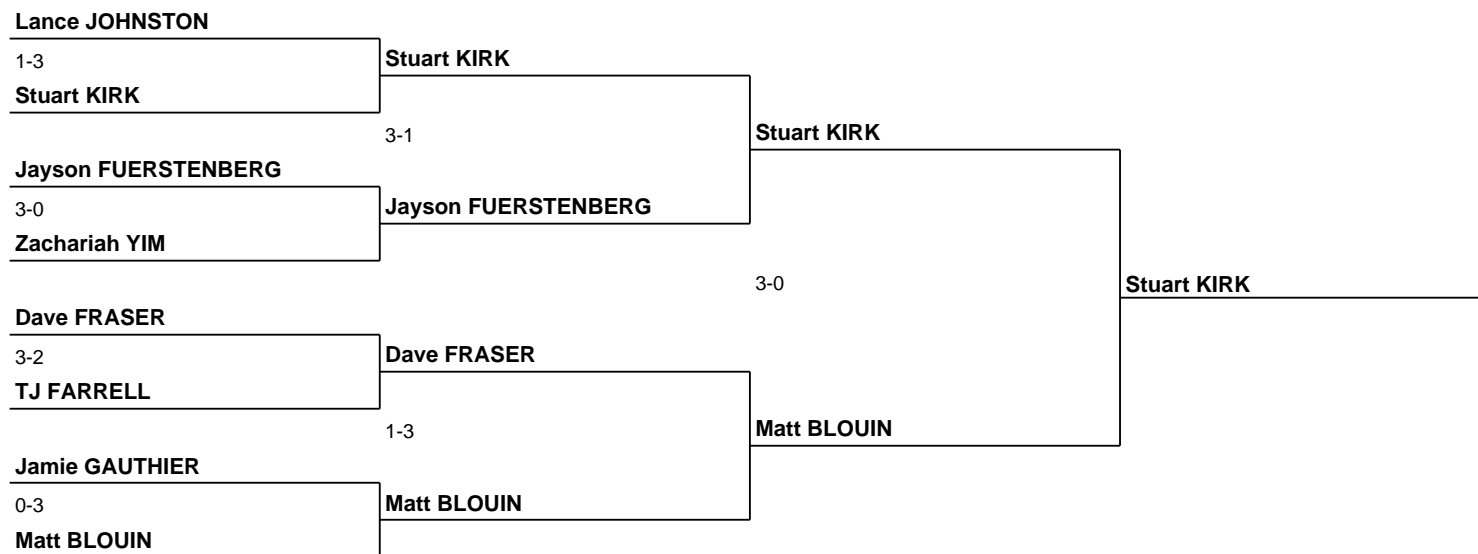 Lance JOHNSTON
1-3
Stuart KIRK
Stuart KIRK
3-1
Stuart KIRK
Jayson FUERSTENBERG
3-0
Jayson FUERSTENBERG
Zachariah YIM
3-0
Stuart KIRK
Dave FRASER
3-2
Dave FRASER
TJ FARRELL
1-3
Matt BLOUIN
Jamie GAUTHIER
0-3
Matt BLOUIN
Matt BLOUIN